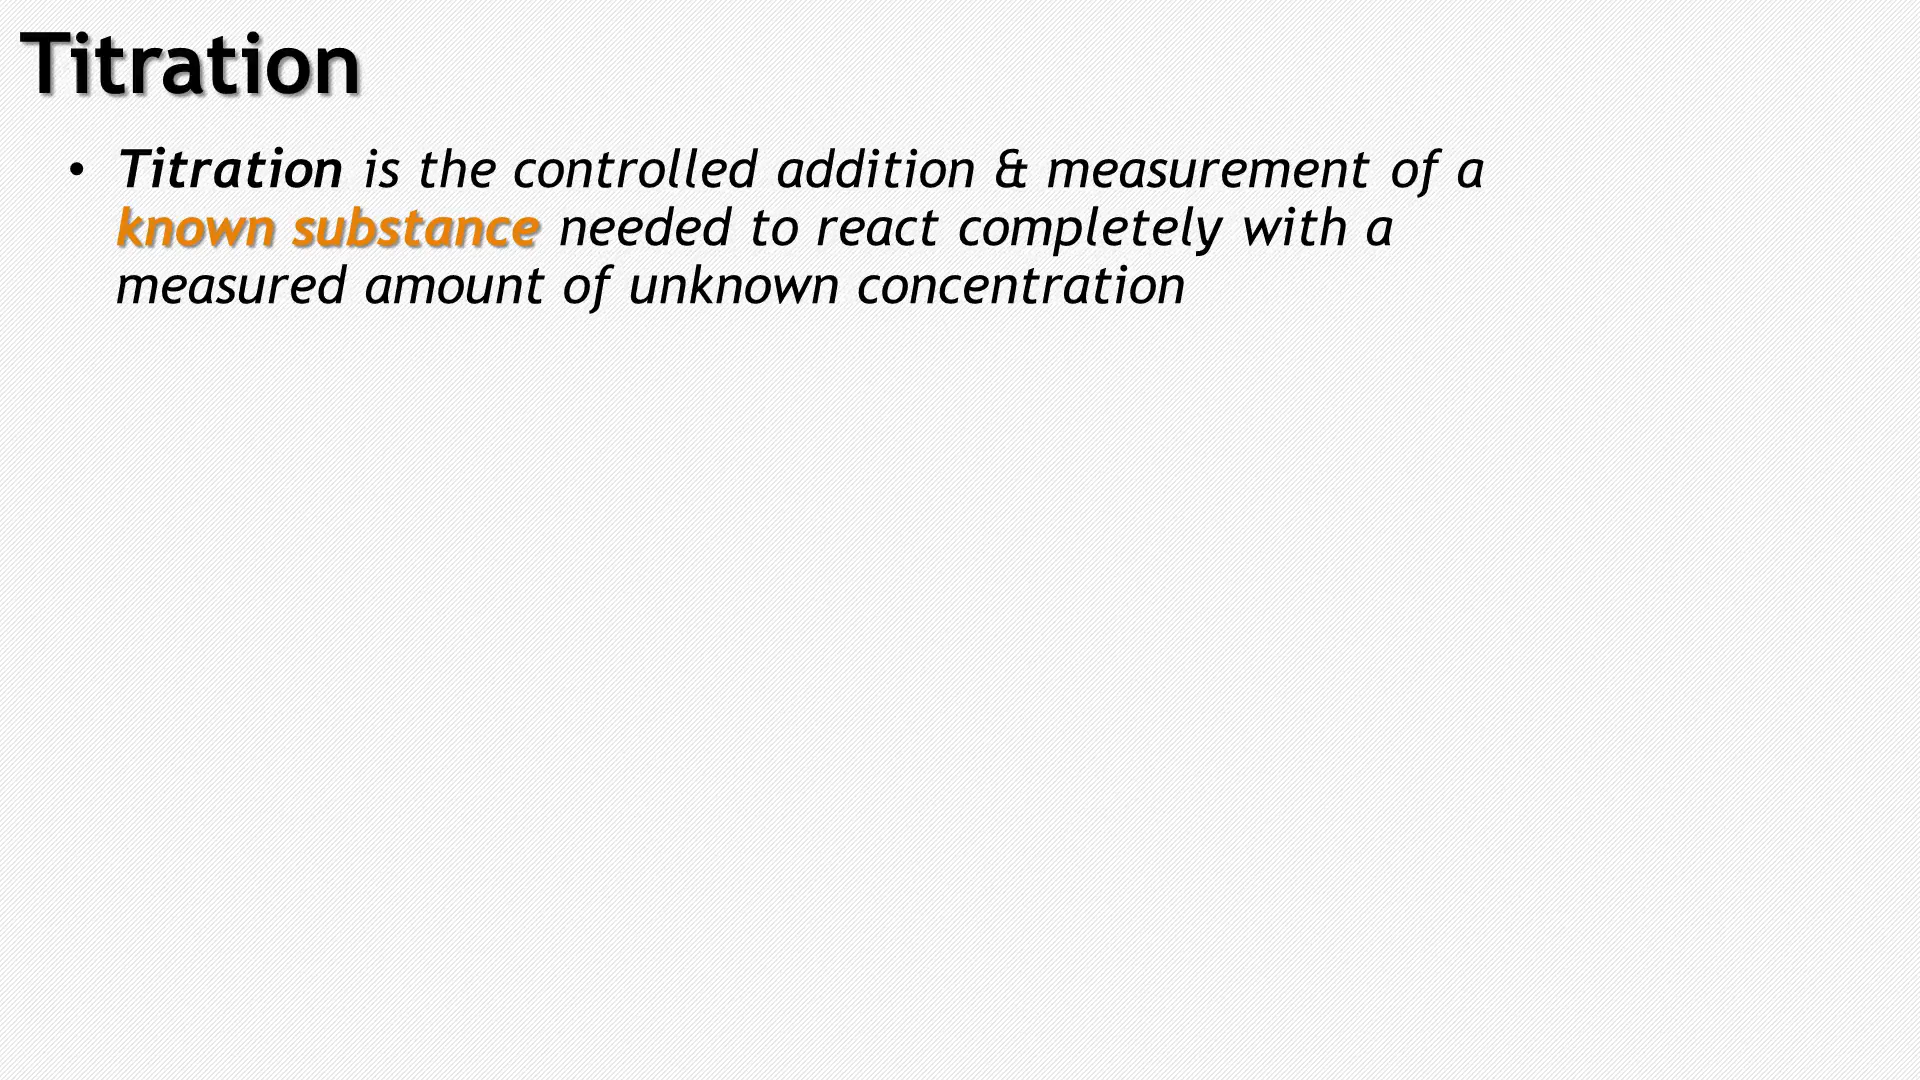 Titration
• Titration is the controlled addition & measurement of a
known substance needed to react completely with a
measured amount of unknown concentration